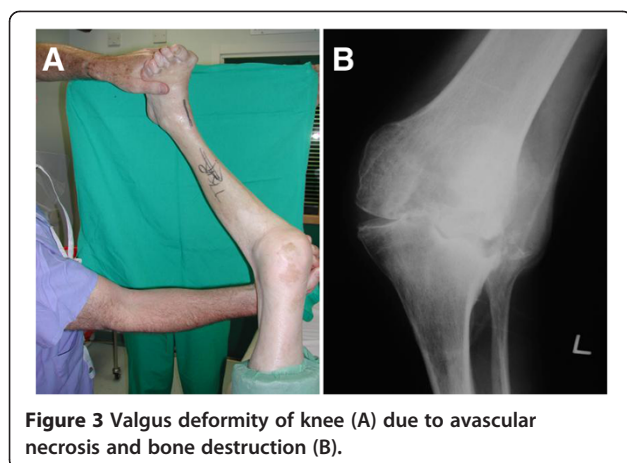 A
B
L
Figure 3 Valgus deformity of knee (A) due to avascular
necrosis and bone destruction (B).